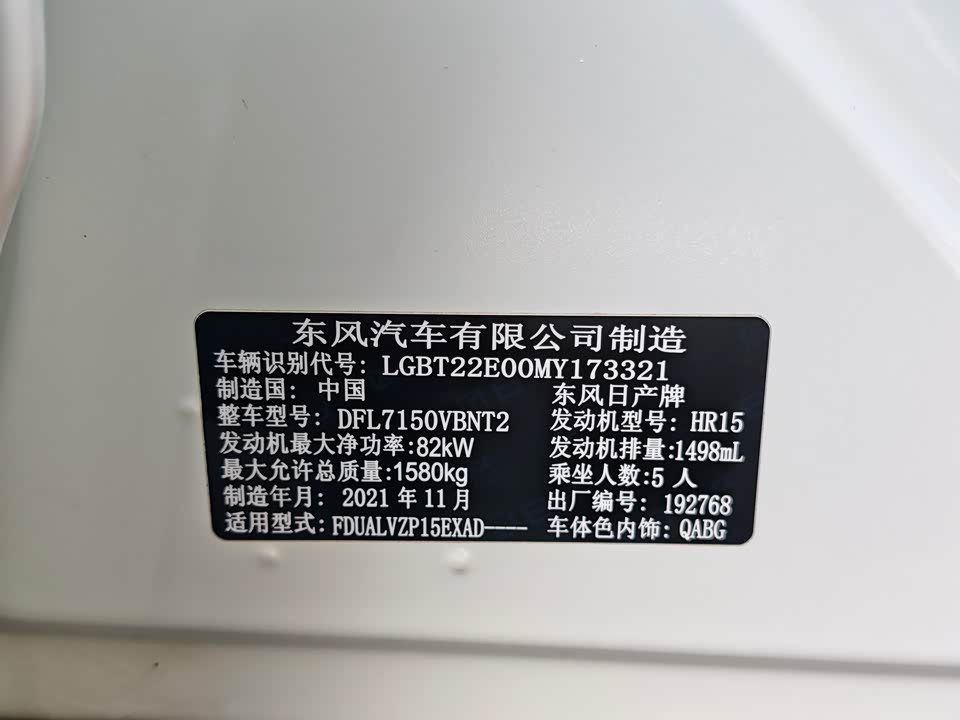 东风汽车有限公司制造
车辆识别代号: LGBT22E00MY173321
制造国: 中国 东风日产牌
整车型号: DFL7150VBNT2 发动机型号: HR15
发动机最大净功率:82kW 发动机排量:1498mL
最大允许总质量:1580kg 乘坐人数:5 人
制造年月: 2021 年 11 月 出厂编号: 192768
适用型式: FDUALVZP15EXAD---- 车体色内饰: QABG